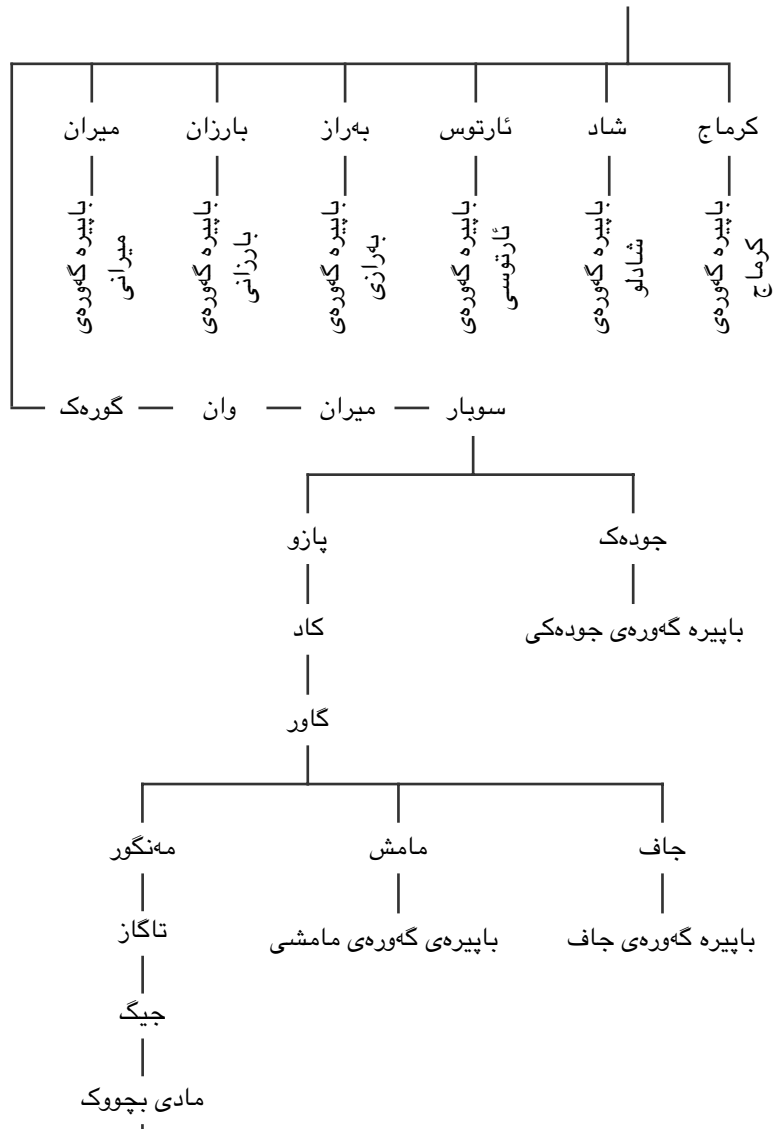 کرماج
شاد
ئارتوس
بەراز
بارزان
میران
باپیرە گەورەی
کرماج
باپیرە گەورەی
شادلو
باپیرە گەورەی
ئارتوسی
باپیرە گەورەی
بەرازی
باپیرە گەورەی
بارزانی
باپیرە گەورەی
میرانی
سوبار
میران
وان
گورەک
جودەک
پازو
باپیرە گەورەی جودەکی
کاد
گاور
جاف
مامش
مەنگور
باپیرە گەورەی جاف
باپیرەی گەورەی مامشی
تاگاز
جیگ
مادی بچووک